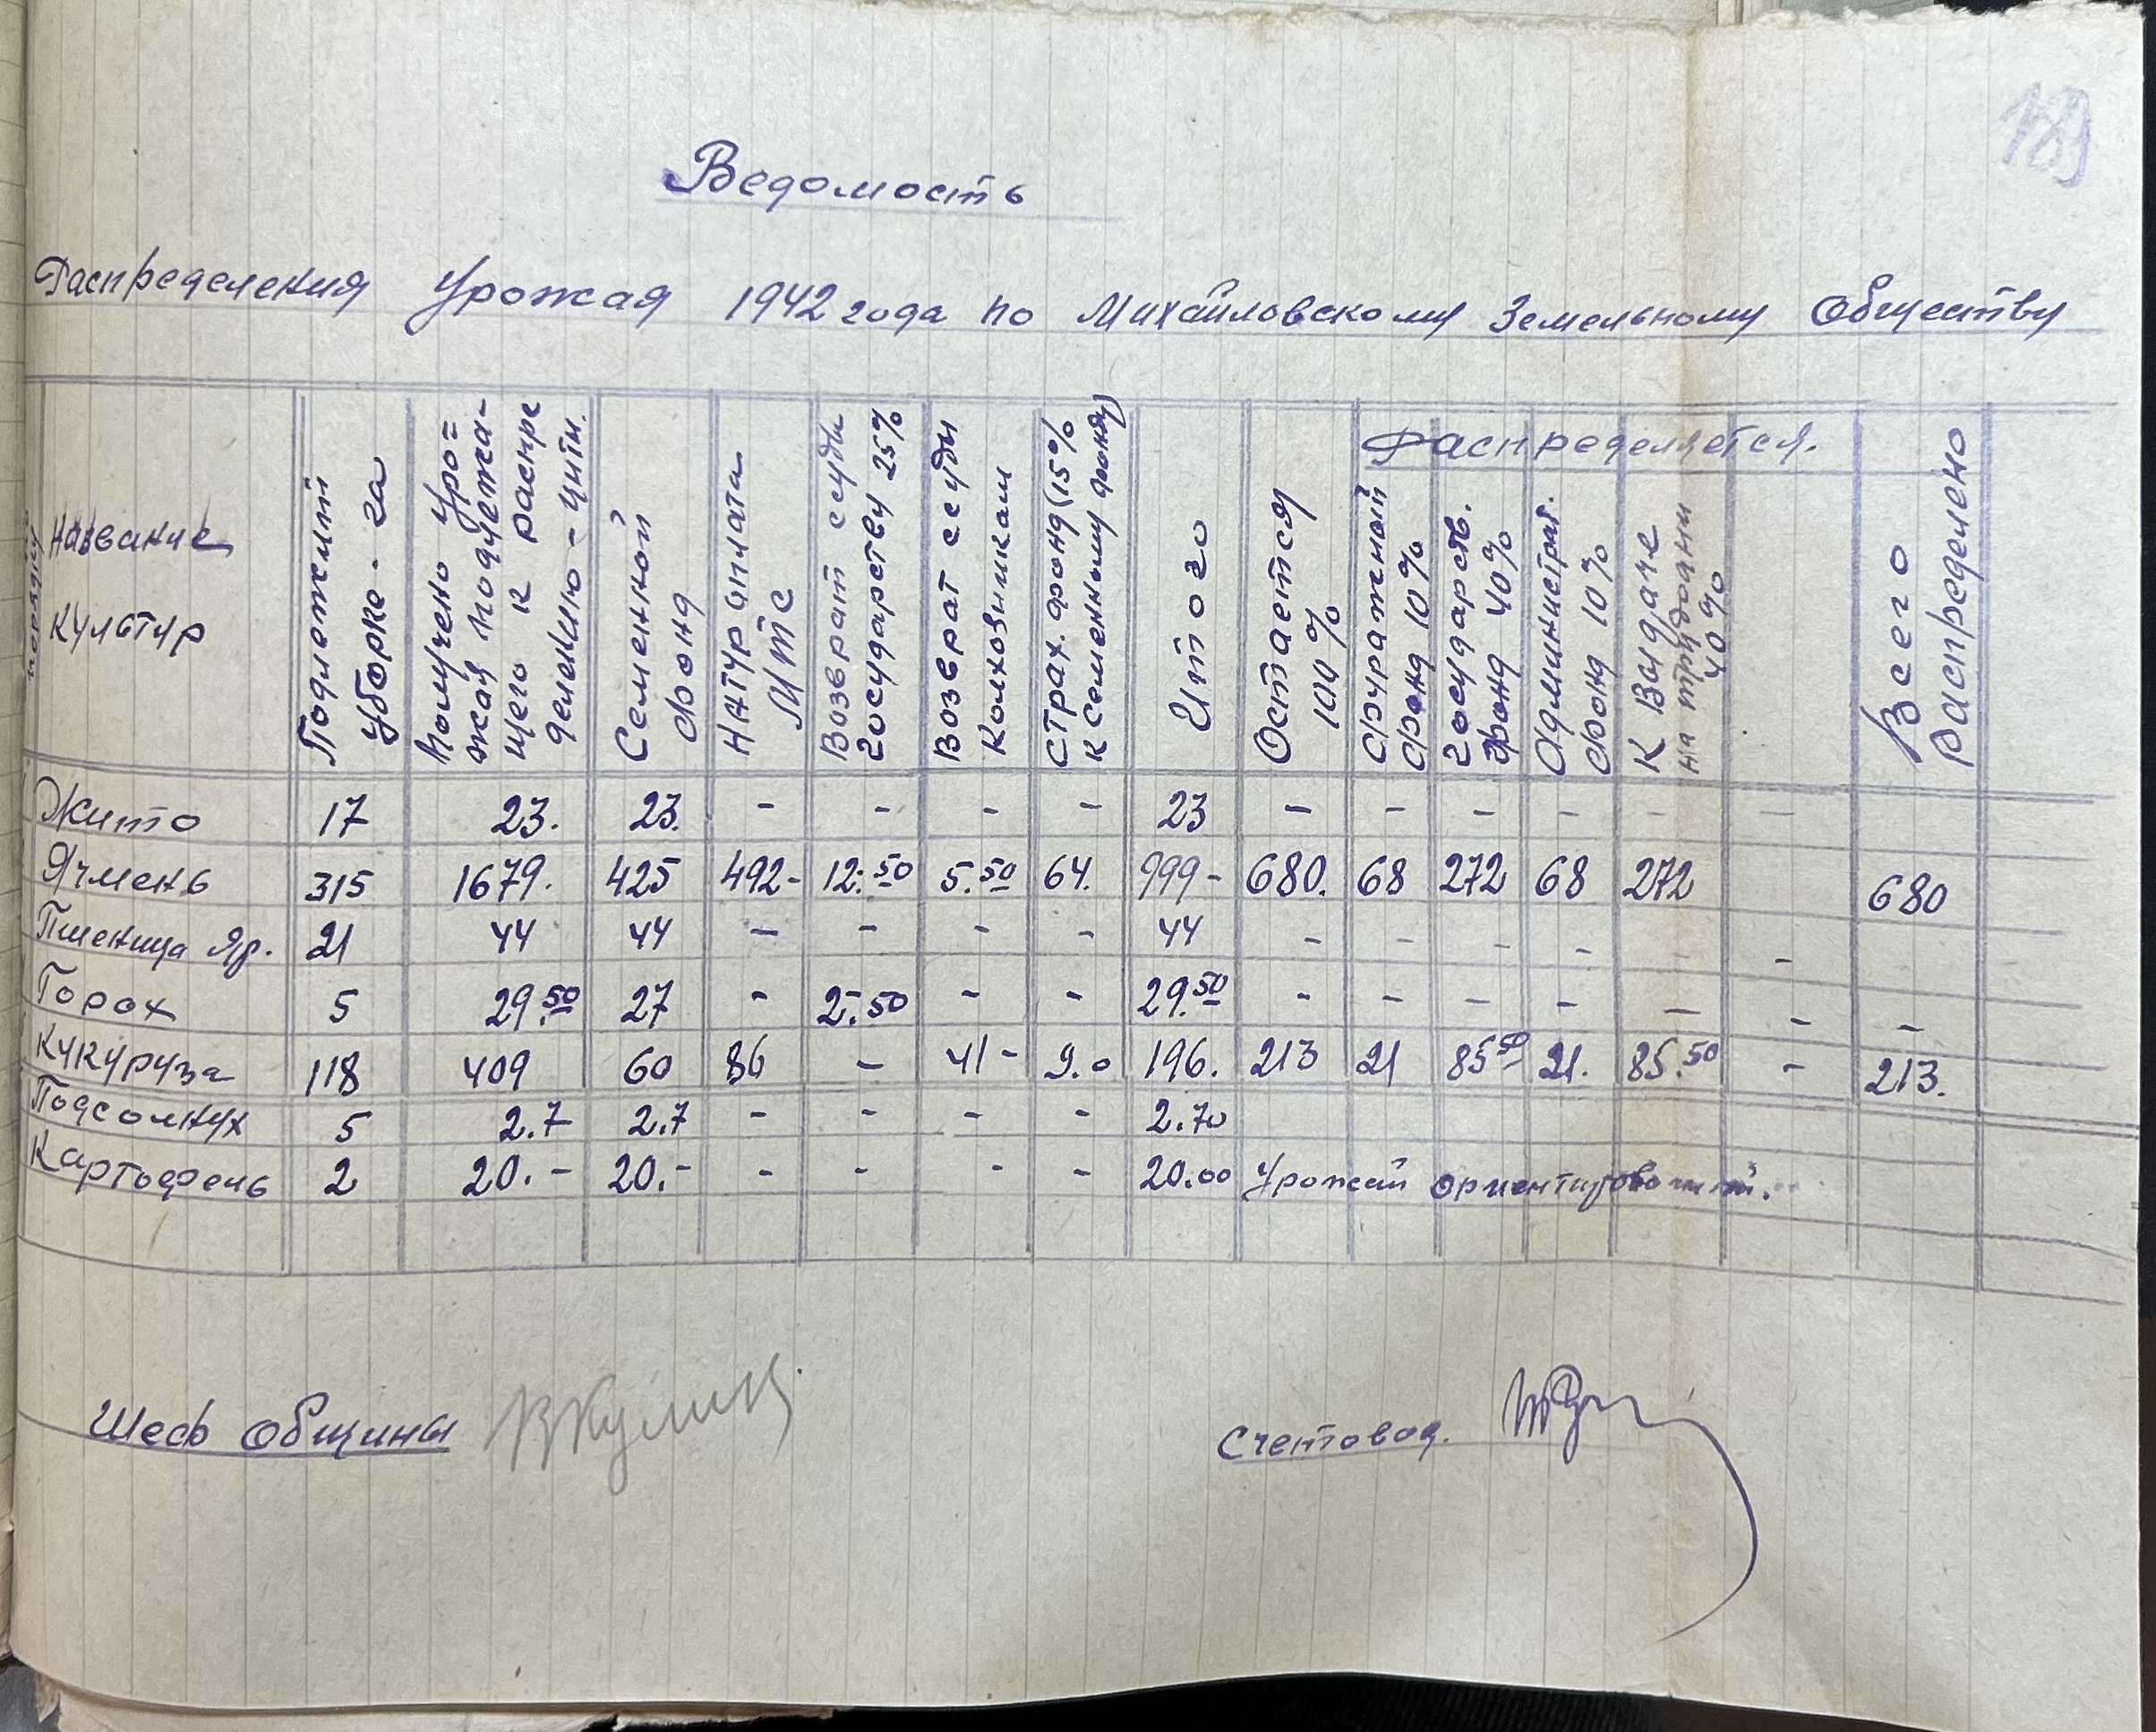 189
Ведомость
Распределения Урожая 1942 года по Михайловскому Земельному Обществу
Название культур | Подлежит уборке - га | Получено урожая подлежащего к распределению - цнт. | Семенной фонд | Натуроплата МТС | Возврат ссуды государству 25% | Возврат ссуды колхозникам | Страх. фонд (15% к семенному фонду) | Итого | Остается 100% | Распределяется. | Фуражный фонд 10% | Государств. фонд 40% | Администрат. фонд 10% | К выдаче на трудодни 40% | Всего распределено
Жито 17 23. 23. - - - - 23 - - - - - -
Ячмень 315 1679. 425 492- 12.50 5.50 64. 999- 680. 68 272 68 272 680
Пшеница яр. 21 44 44 - - - - 44 - - - - - -
Горох 5 29.50 27 - 2.50 - - 29.50 - - - - - - -
Кукуруза 118 409 60 86 - 41- 9.0 196. 213 21 85.50 21. 85.50 - 213.
Подсолнух 5 2.7 2.7 - - - - 2.70
Картофель 2 20.- 20.- - - - - 20.00 Урожай ориентировочный.
Шеф общины ВКулиш
Счетовод.